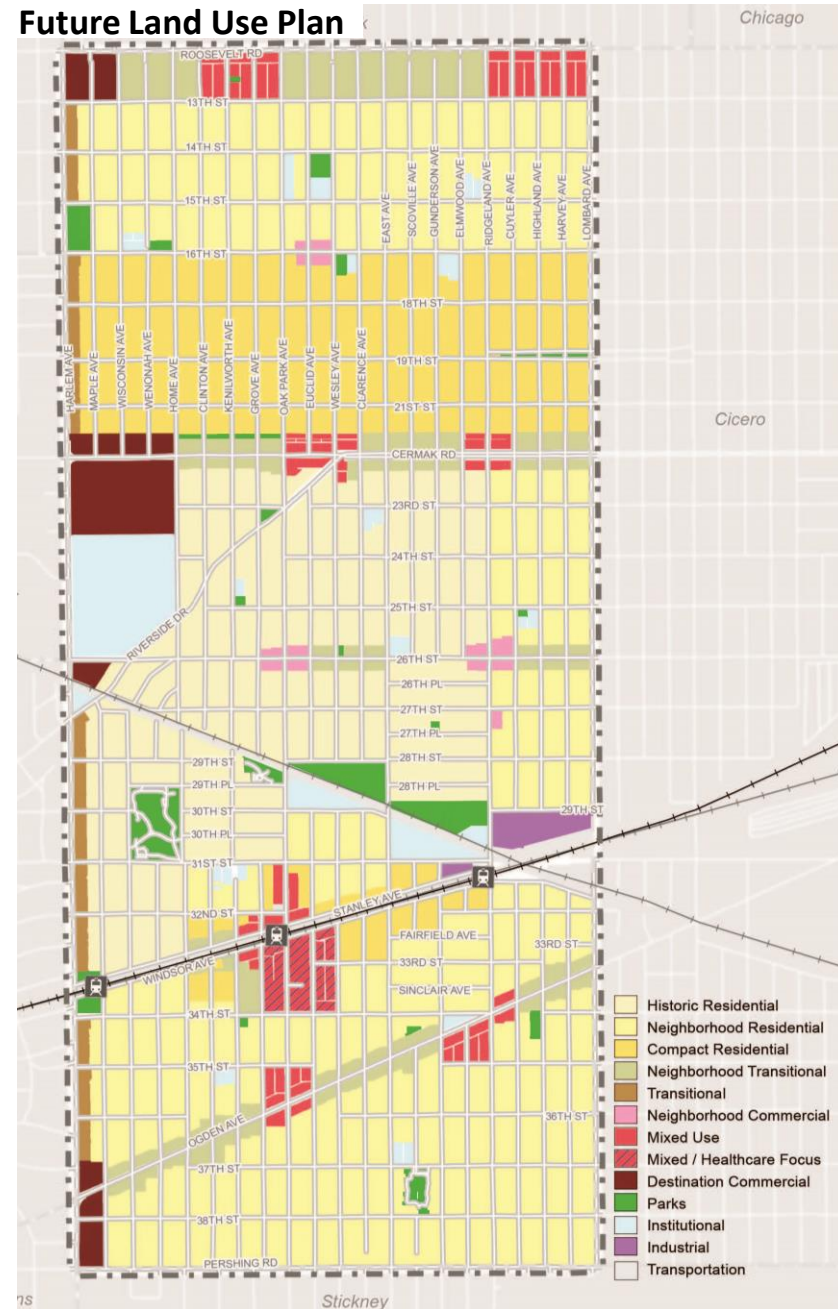 Future Land Use Plan
Chicago
ROOSEVELT RD
13TH ST
14TH ST
15TH ST
EAST AVE
SCOVILLE AVE
GUNDERSON AVE
ELMWOOD AVE
RIDGELAND AVE
CUYLER AVE
HIGHLAND AVE
HARVEY AVE
LOMBARD AVE
16TH ST
18TH ST
HARLEM AVE
MAPLE AVE
WISCONSIN AVE
WENONAH AVE
HOME AVE
CLINTON AVE
KENILWORTH AVE
GROVE AVE
OAK PARK AVE
EUCLID AVE
WESLEY AVE
CLARENCE AVE
19TH ST
21ST ST
Cicero
CERMAK RD
23RD ST
24TH ST
25TH ST
RIVERSIDE DR
26TH ST
26TH PL
27TH ST
27TH PL
28TH ST
29TH ST
29TH PL
28TH PL
30TH ST
29TH ST
30TH PL
31ST ST
STANLEY AVE
32ND ST
FAIRFIELD AVE
33RD ST
33RD ST
WINDSOR AVE
SINCLAIR AVE
34TH ST
35TH ST
36TH ST
OGDEN AVE
37TH ST
38TH ST
PERSHING RD
Historic Residential
Neighborhood Residential
Compact Residential
Neighborhood Transitional
Transitional
Neighborhood Commercial
Mixed Use
Mixed / Healthcare Focus
Destination Commercial
Parks
Institutional
Industrial
Transportation
ns
Stickney